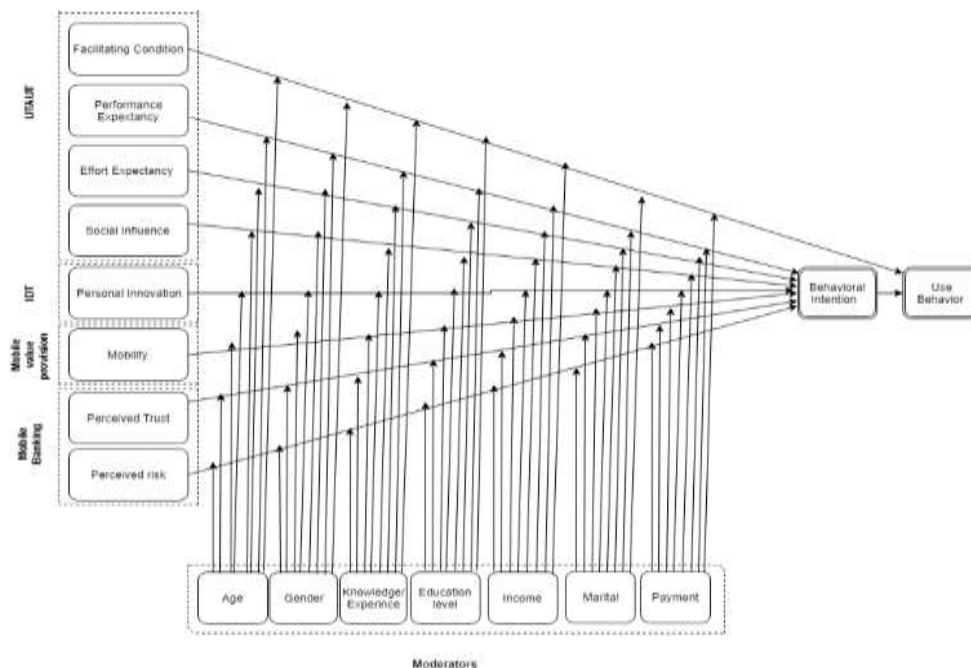 UTAUT
Facilitating Condition
Performance
Expectancy
Effort Expectancy
Social Influence
IDT
Personal Innovation
Mobile
value
provision
Mobility
Mobile
Banking
Perceived Trust
Perceived risk
Behavioral
Intention
Use
Behavior
Age
Gender
Knowledge/
Experince
Education
level
Income
Marital
Payment
Moderators